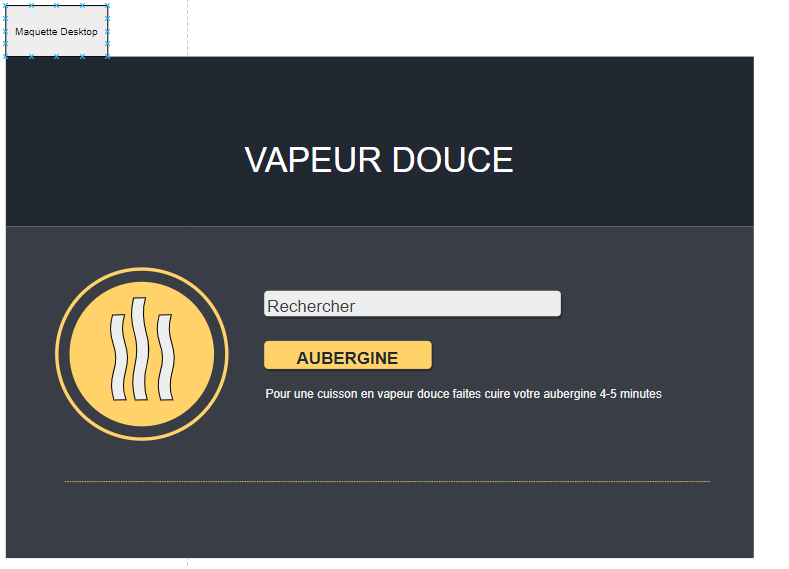 Maquette Desktop
VAPEUR DOUCE
Rechercher
AUBERGINE
Pour une cuisson en vapeur douce faites cuire votre aubergine 4-5 minutes